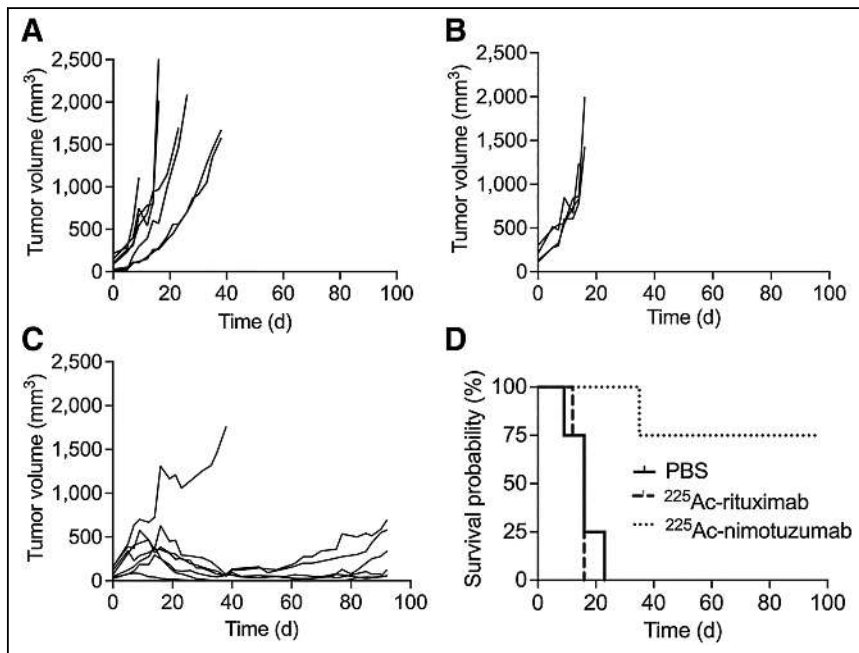 A
Tumor volume (mm³)
2,500
2,000
1,500
1,000
500
0
0 20 40 60 80 100
Time (d)
B
Tumor volume (mm³)
2,500
2,000
1,500
1,000
500
0
0 20 40 60 80 100
Time (d)
C
Tumor volume (mm³)
2,500
2,000
1,500
1,000
500
0
0 20 40 60 80 100
Time (d)
D
Survival probability (%)
100
75
50
25
0
0 20 40 60 80 100
Time (d)
PBS
²²⁵Ac-rituximab
²²⁵Ac-nimotuzumab